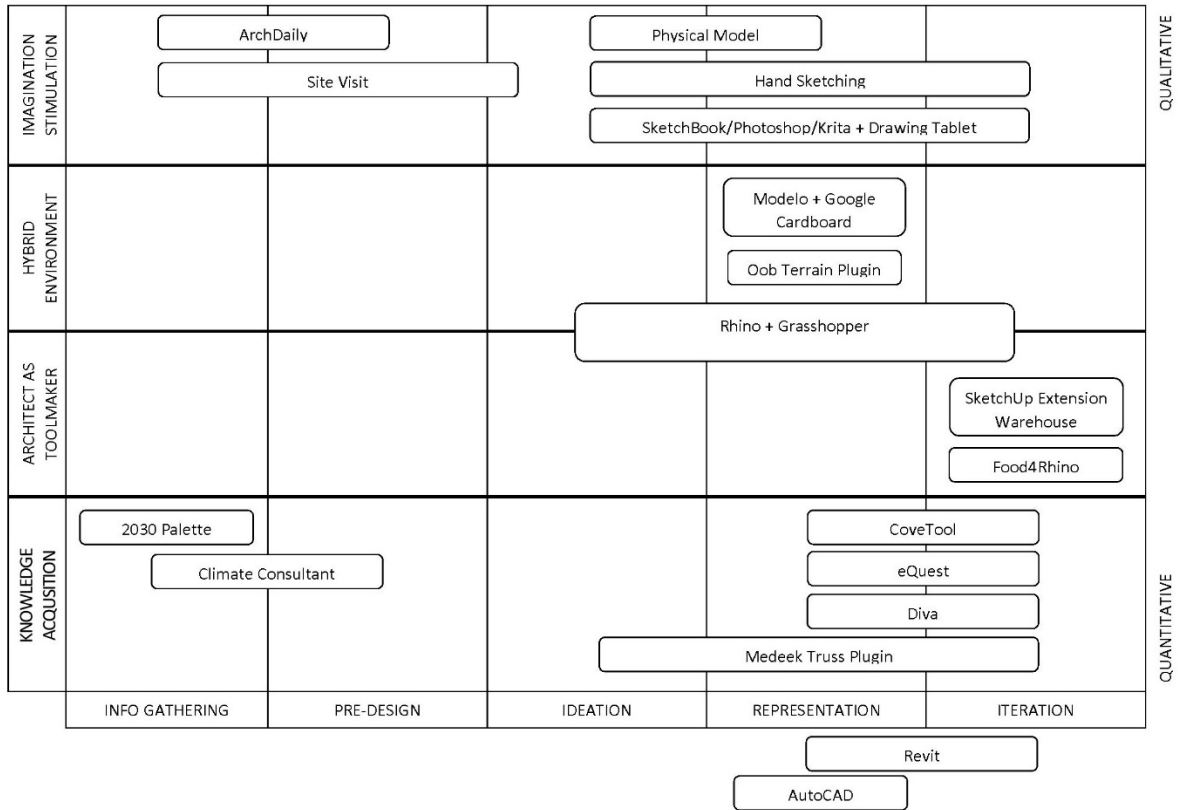 IMAGINATION
STIMULATION
ArchDaily
Physical Model
QUALITATIVE
Site Visit
Hand Sketching
SketchBook/Photoshop/Krita + Drawing Tablet
HYBRID
ENVIRONMENT
Modelo + Google
Cardboard
Oob Terrain Plugin
Rhino + Grasshopper
ARCHITECT AS
TOOLMAKER
SketchUp Extension
Warehouse
Food4Rhino
KNOWLEDGE
ACQUSITION
2030 Palette
CoveTool
Climate Consultant
eQuest
Diva
QUANTITATIVE
Medeek Truss Plugin
INFO GATHERING
PRE-DESIGN
IDEATION
REPRESENTATION
ITERATION
Revit
AutoCAD